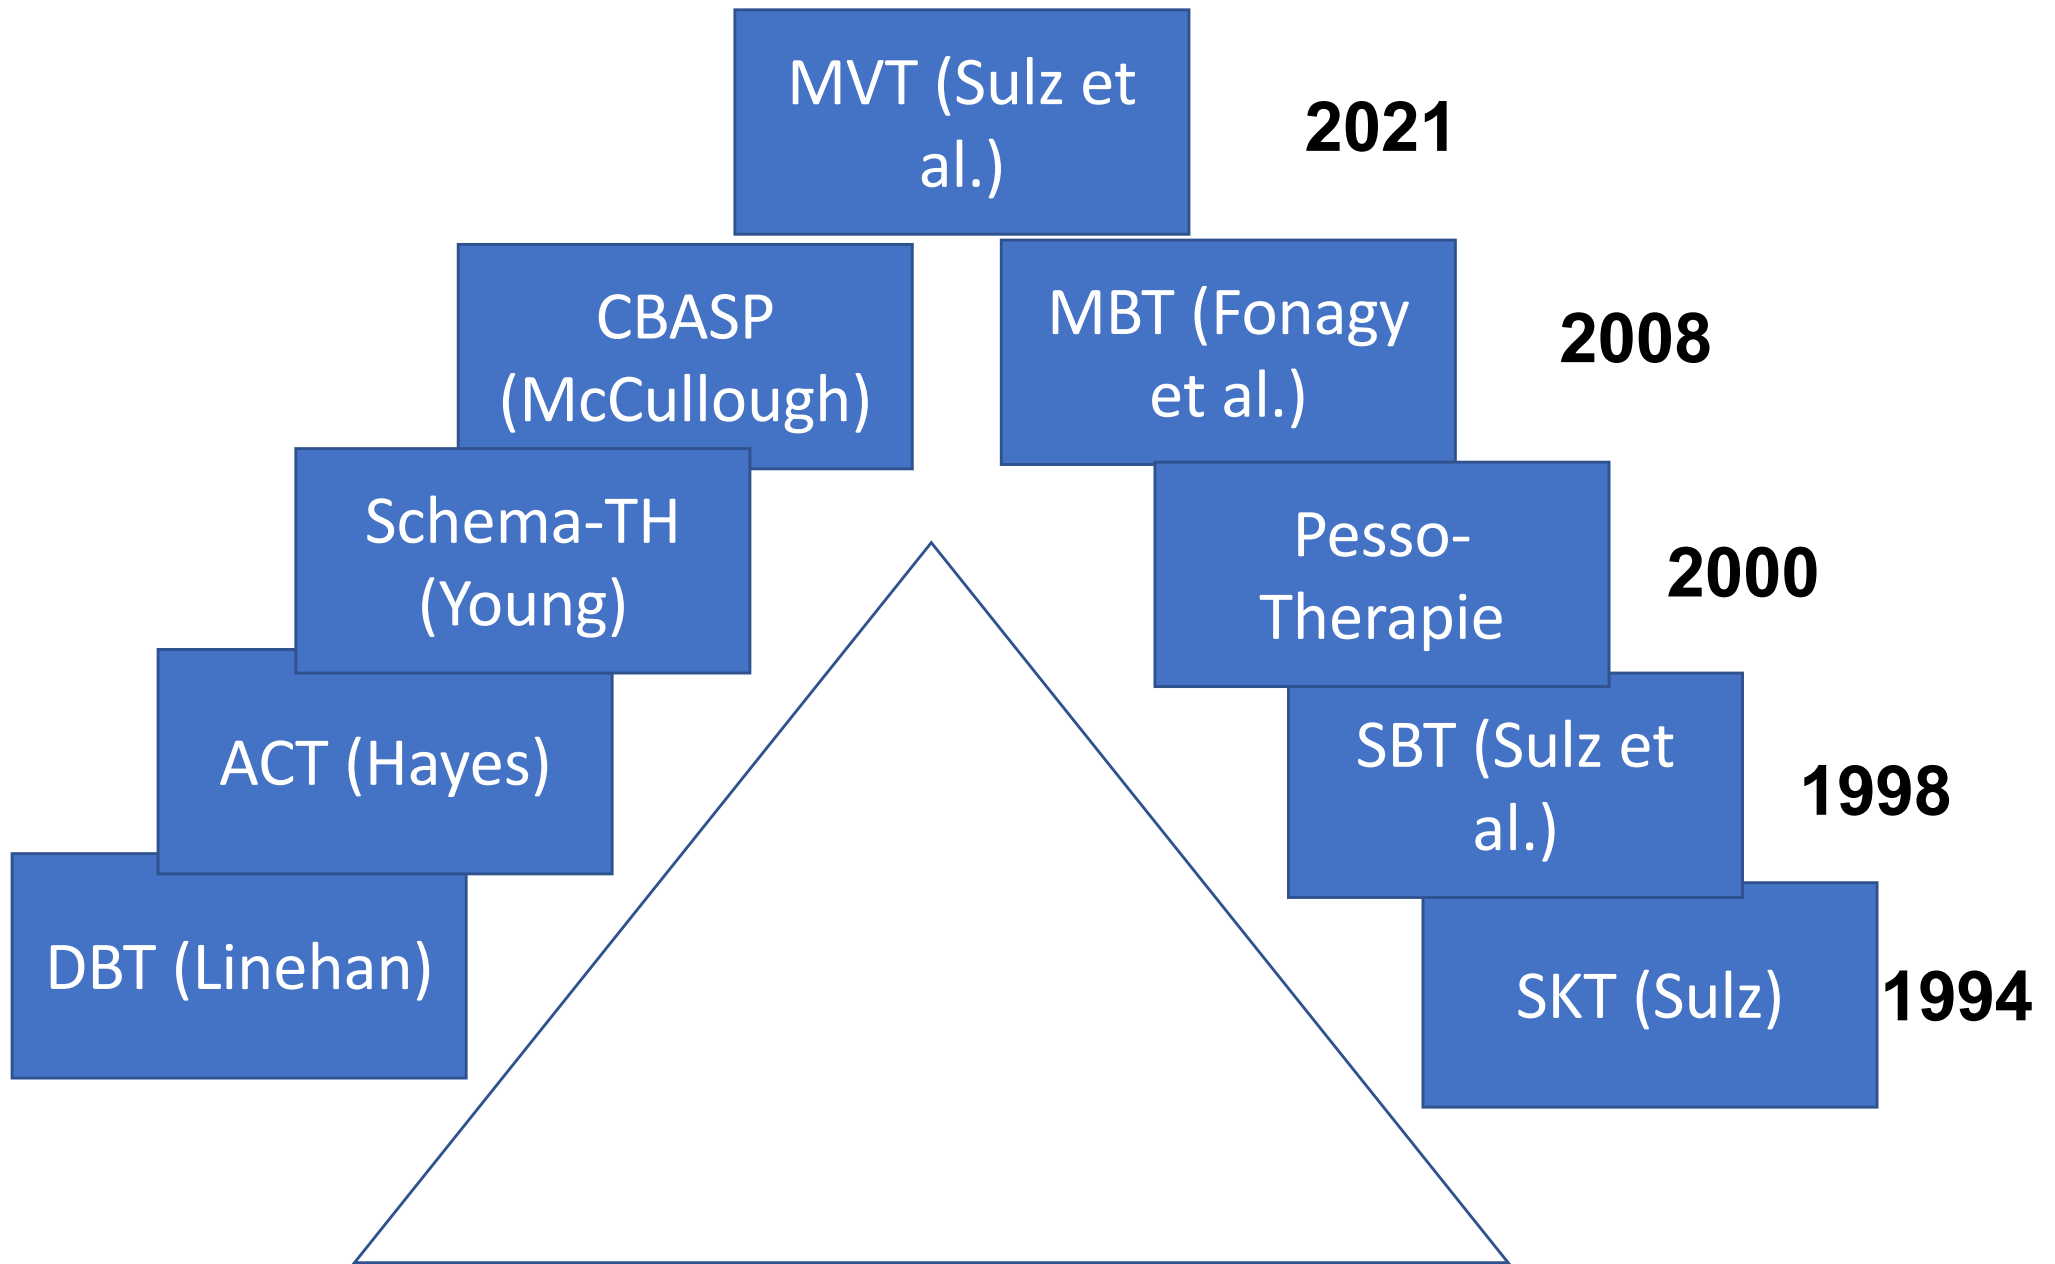 MVT (Sulz et
al.)
2021
CBASP
(McCullough)
MBT (Fonagy
et al.)
2008
Schema-TH
(Young)
Pesso-
Therapie
2000
ACT (Hayes)
SBT (Sulz et
al.)
1998
DBT (Linehan)
SKT (Sulz)
1994